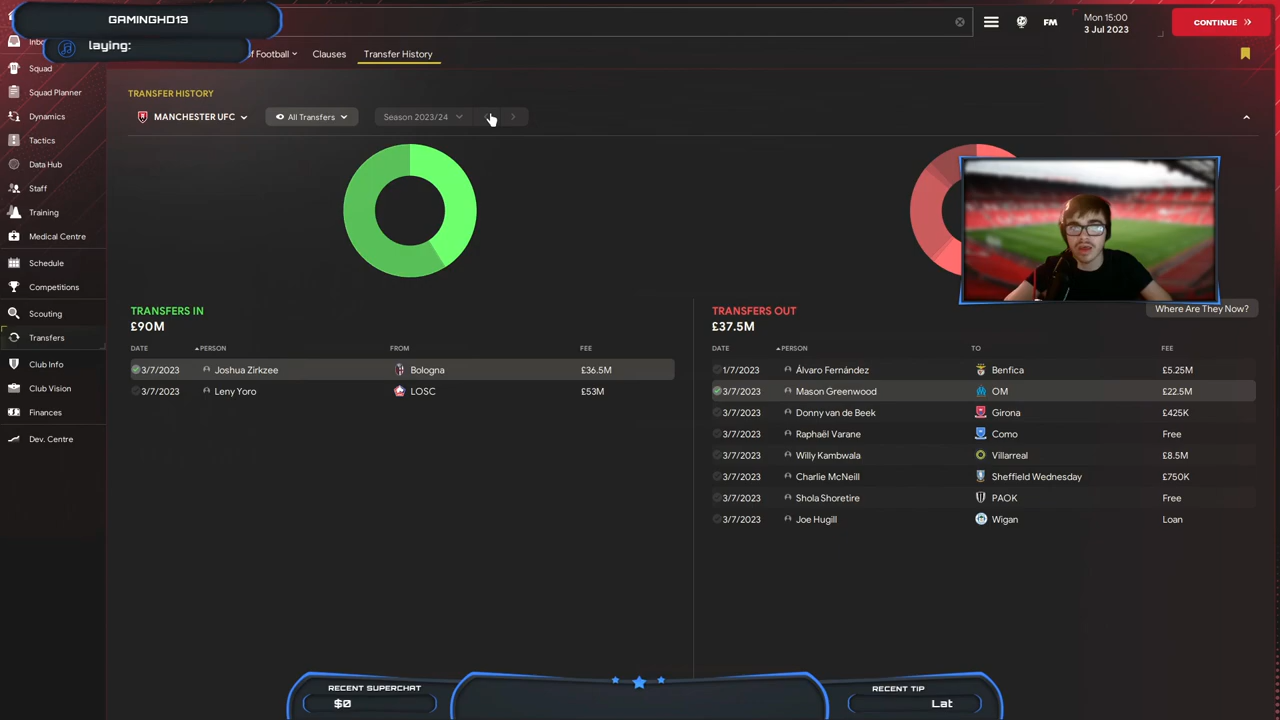 GAMINGHD13
laying:
Mon 15:00
3 Jul 2023
FM
CONTINUE
of Football
Clauses
Transfer History
Squad
Squad Planner
Dynamics
Tactics
Data Hub
Staff
Training
Medical Centre
Schedule
Competitions
Scouting
Transfers
Club Info
Club Vision
Finances
Dev. Centre
TRANSFER HISTORY
MANCHESTER UFC
All Transfers
Season 2023/24
TRANSFERS IN
£90M
DATE PERSON FROM FEE
3/7/2023 Joshua Zirkzee Bologna £36.5M
3/7/2023 Leny Yoro LOSC £53M
TRANSFERS OUT
£37.5M
Where Are They Now?
DATE PERSON TO FEE
1/7/2023 Álvaro Fernández Benfica £5.25M
3/7/2023 Mason Greenwood OM £22.5M
3/7/2023 Donny van de Beek Girona £425K
3/7/2023 Raphaël Varane Como Free
3/7/2023 Willy Kambwala Villarreal £8.5M
3/7/2023 Charlie McNeill Sheffield Wednesday £750K
3/7/2023 Shola Shoretire PAOK Free
3/7/2023 Joe Hugill Wigan Loan
RECENT SUPERCHAT
$0
RECENT TIP
Lat